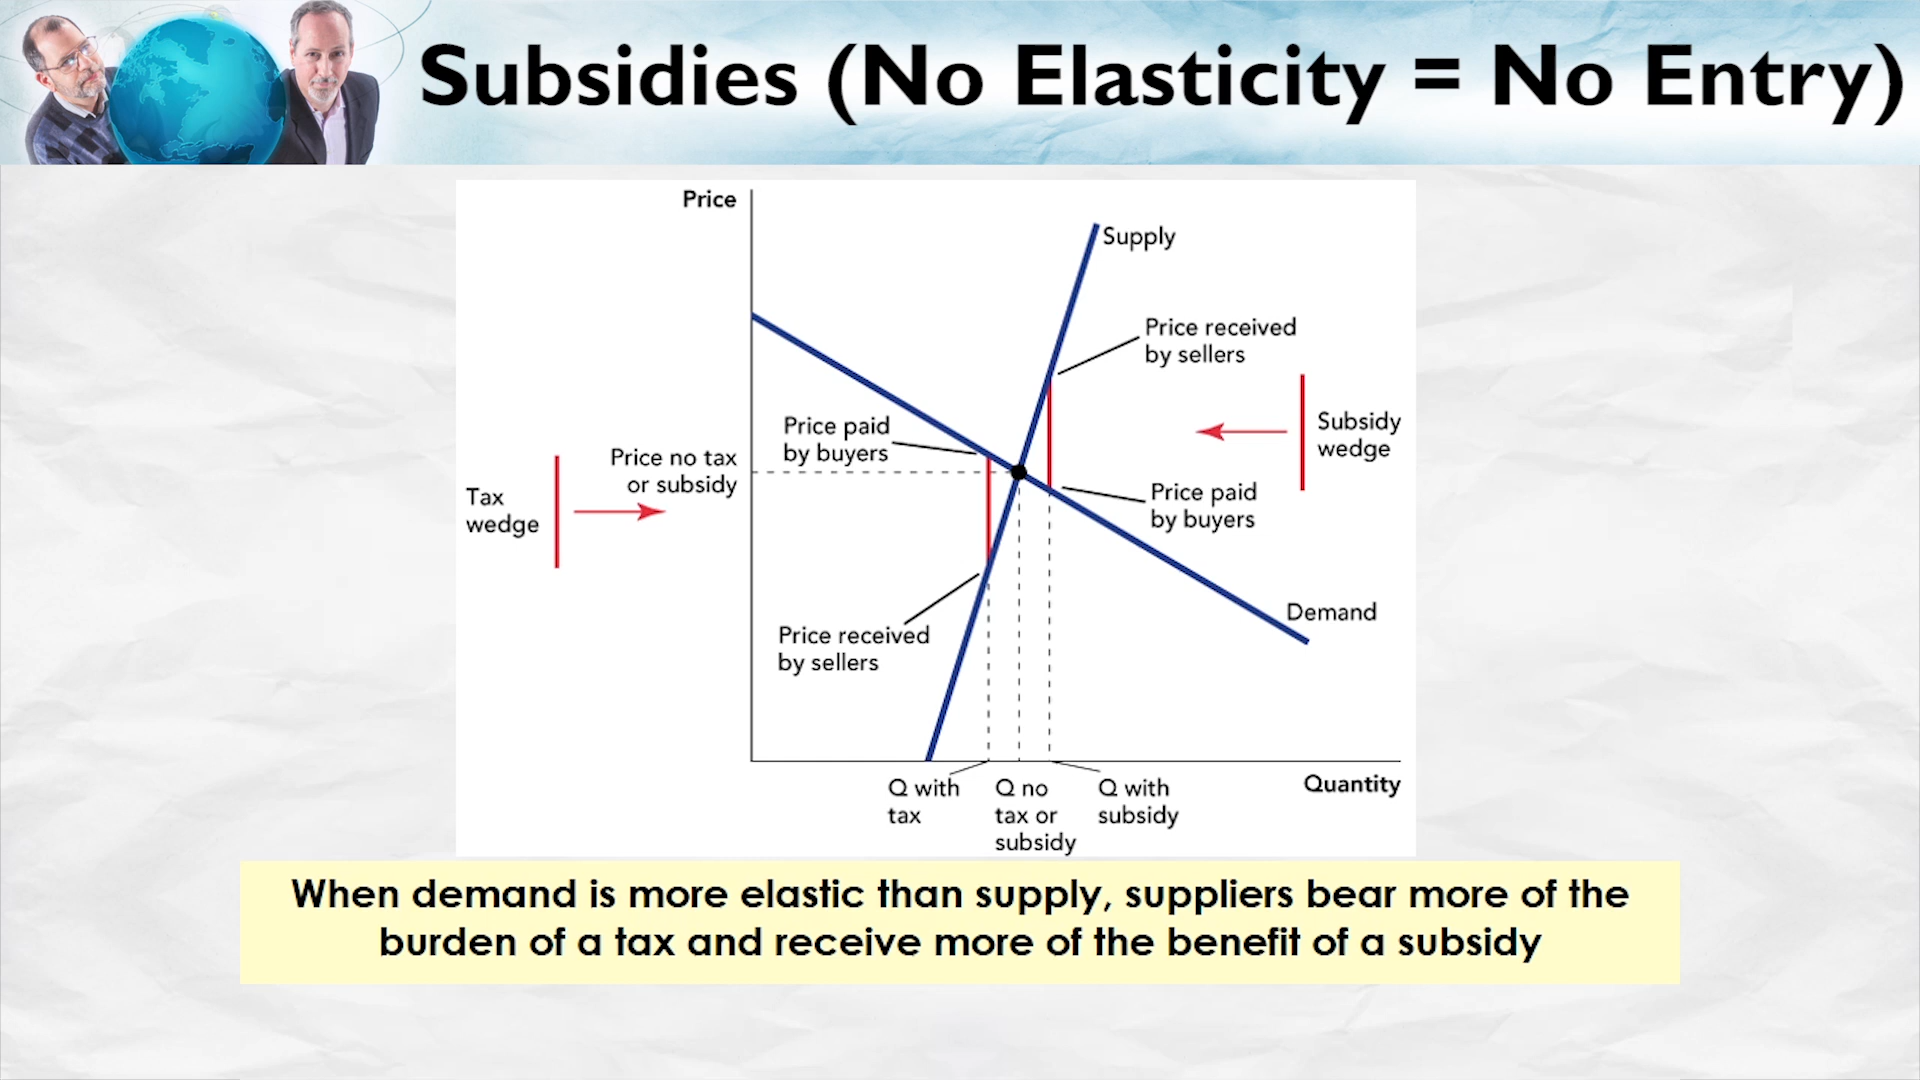 Subsidies (No Elasticity = No Entry)
Price
Supply
Price received
by sellers
Price paid
by buyers
Subsidy
wedge
Price no tax
or subsidy
Tax
wedge
Price paid
by buyers
Demand
Price received
by sellers
Q with
tax
Q no
tax or
subsidy
Q with
subsidy
Quantity
When demand is more elastic than supply, suppliers bear more of the
burden of a tax and receive more of the benefit of a subsidy